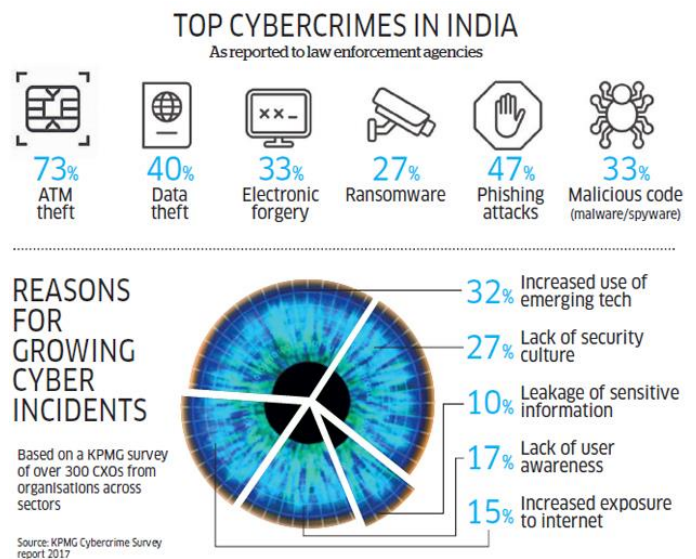 TOP CYBERCRIMES IN INDIA
As reported to law enforcement agencies
××_
73%
ATM
theft
40%
Data
theft
33%
Electronic
forgery
27%
Ransomware
47%
Phishing
attacks
33%
Malicious code
(malware/spyware)
REASONS
FOR
GROWING
CYBER
INCIDENTS
Based on a KPMG survey
of over 300 CXOs from
organisations across
sectors
Source: KPMG Cybercrime Survey
report 2017
32% Increased use of
emerging tech
27% Lack of security
culture
10% Leakage of sensitive
information
17% Lack of user
awareness
15% Increased exposure
to internet